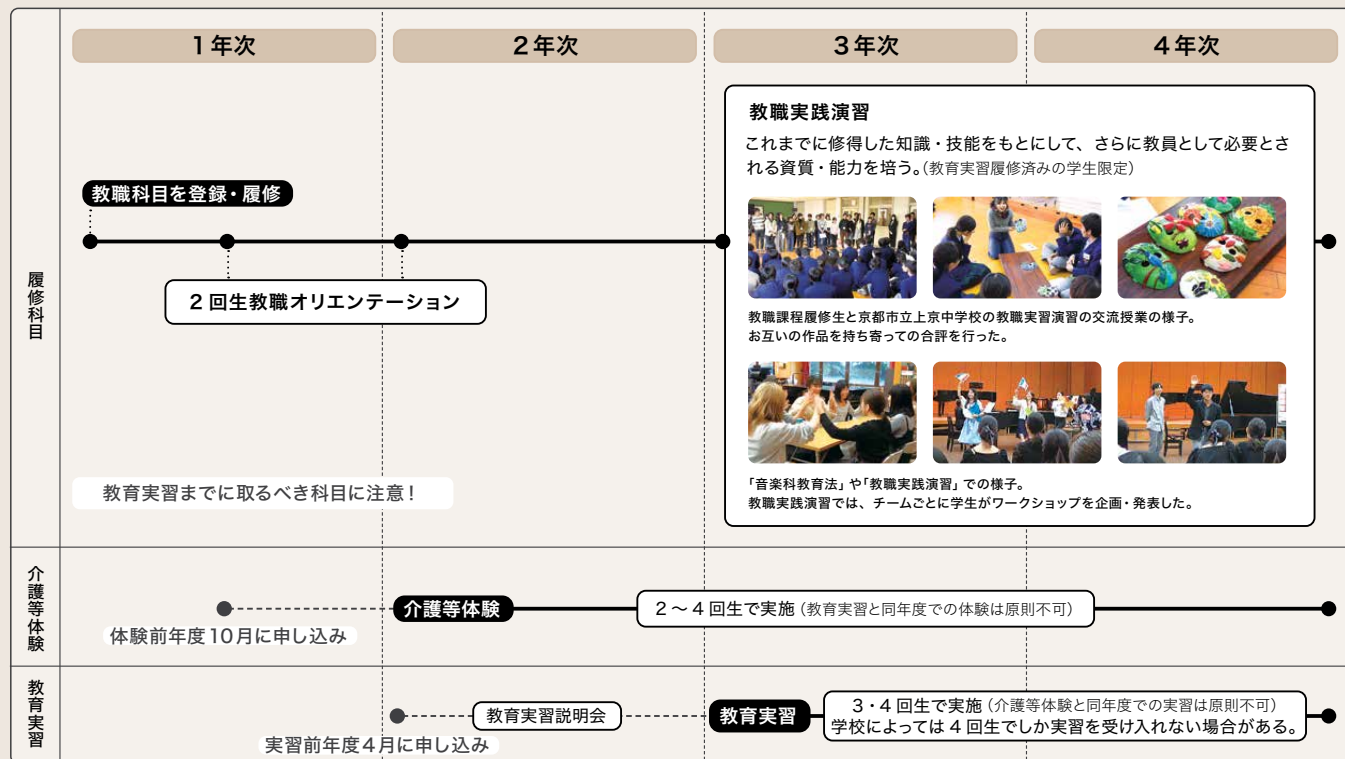 1年次
2年次
3年次
4年次
履修科目
教職科目を登録・履修
2回生教職オリエンテーション
教育実習までに取るべき科目に注意！
教職実践演習
これまでに修得した知識・技能をもとにして、さらに教員として必要とさ
れる資質・能力を培う。（教育実習履修済みの学生限定）
教職課程履修生と京都市立上京中学校の教職実習演習の交流授業の様子。
お互いの作品を持ち寄っての合評を行った。
「音楽科教育法」や「教職実践演習」での様子。
教職実践演習では、チームごとに学生がワークショップを企画・発表した。
介護等体験
体験前年度10月に申し込み
介護等体験
2〜4回生で実施（教育実習と同年度での体験は原則不可）
教育実習
実習前年度4月に申し込み
教育実習説明会
教育実習
3・4回生で実施（介護等体験と同年度での実習は原則不可）
学校によっては4回生でしか実習を受け入れない場合がある。